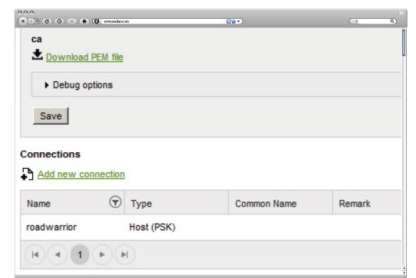 ca
Download PEM file
Debug options
Save
Connections
Add new connection
Name Type Common Name Remark
roadwarrior Host (PSK)
1